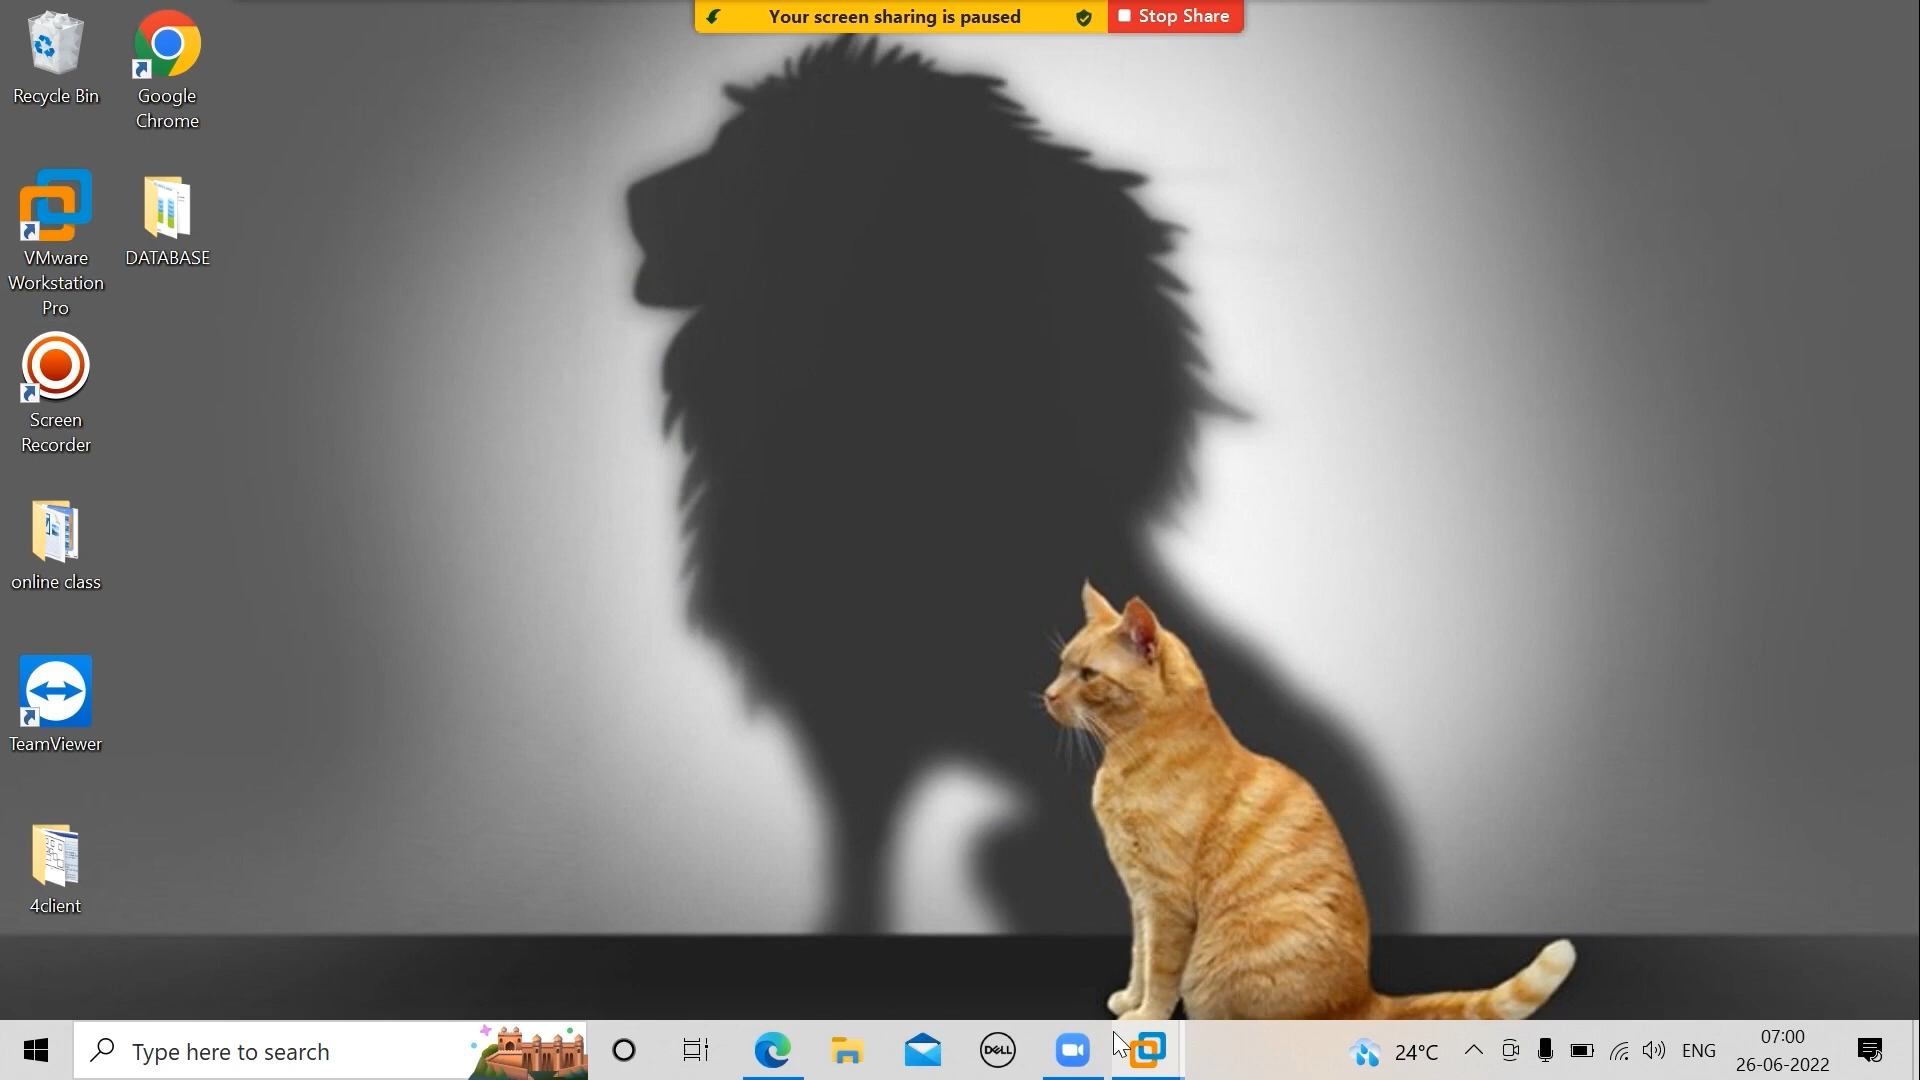 Your screen sharing is paused
Stop Share
Recycle Bin
Google
Chrome
VMware
Workstation
Pro
DATABASE
Screen
Recorder
online class
TeamViewer
4client
Type here to search
DELL
24°C
ENG
07:00
26-06-2022